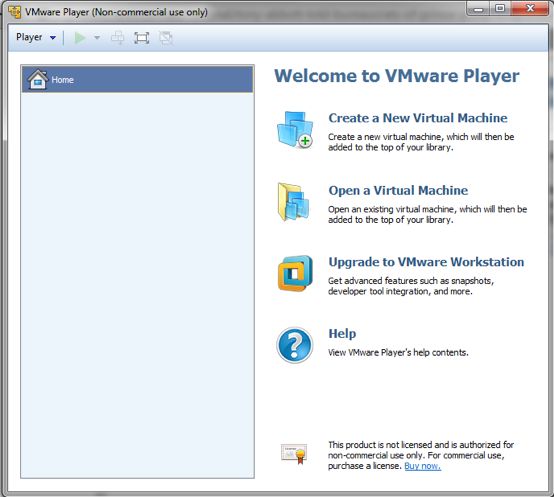 VMware Player (Non-commercial use only)
Player
Home
Welcome to VMware Player
Create a New Virtual Machine
Create a new virtual machine, which will then be
added to the top of your library.
Open a Virtual Machine
Open an existing virtual machine, which will then be
added to the top of your library.
Upgrade to VMware Workstation
Get advanced features such as snapshots,
developer tool integration, and more.
Help
View VMware Player's help contents.
This product is not licensed and is authorized for
non-commercial use only. For commercial use,
purchase a license. Buy now.